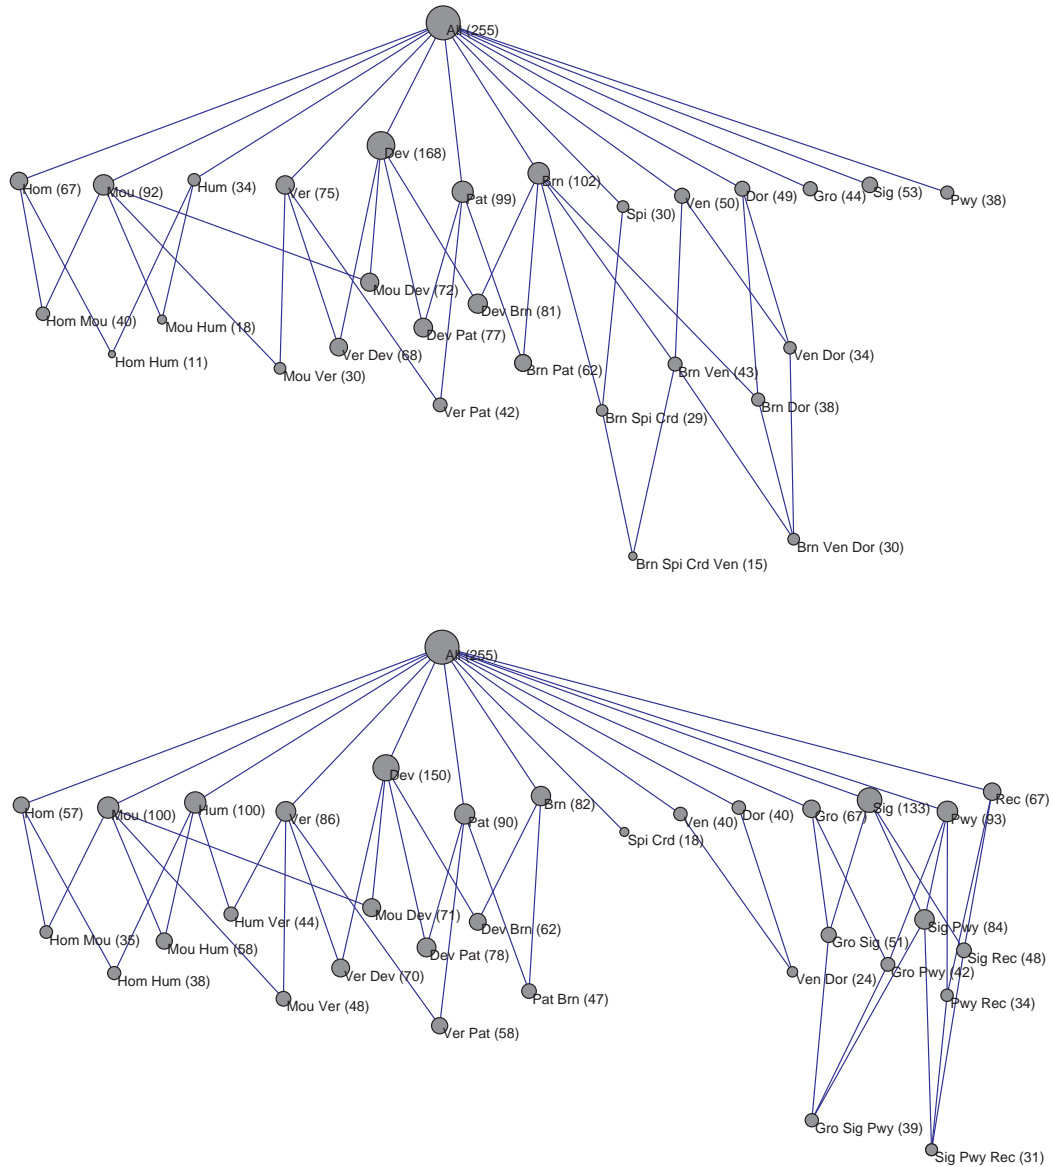 All (255)
Dev (168)
Hom (67)
Mou (92)
Hum (34)
Ver (75)
Pat (99)
Brn (102)
Spi (30)
Ven (50)
Dor (49)
Gro (44)
Sig (53)
Pwy (38)
Mou Dev (72)
Dev Brn (81)
Hom Mou (40)
Mou Hum (18)
Dev Pat (77)
Hom Hum (11)
Ver Dev (68)
Ven Dor (34)
Mou Ver (30)
Brn Pat (62)
Brn Ven (43)
Ver Pat (42)
Brn Spi Crd (29)
Brn Dor (38)
Brn Ven Dor (30)
Brn Spi Crd Ven (15)
All (255)
Dev (150)
Hom (57)
Mou (100)
Hum (100)
Ver (86)
Pat (90)
Brn (82)
Spi Crd (18)
Ven (40)
Dor (40)
Gro (67)
Sig (133)
Pwy (93)
Rec (67)
Hom Mou (35)
Mou Hum (58)
Hum Ver (44)
Mou Dev (71)
Dev Brn (62)
Dev Pat (78)
Hom Hum (38)
Ver Dev (70)
Mou Ver (48)
Pat Brn (47)
Ver Pat (58)
Ven Dor (24)
Gro Sig (51)
Sig Pwy (84)
Sig Rec (48)
Gro Pwy (42)
Pwy Rec (34)
Gro Sig Pwy (39)
Sig Pwy Rec (31)